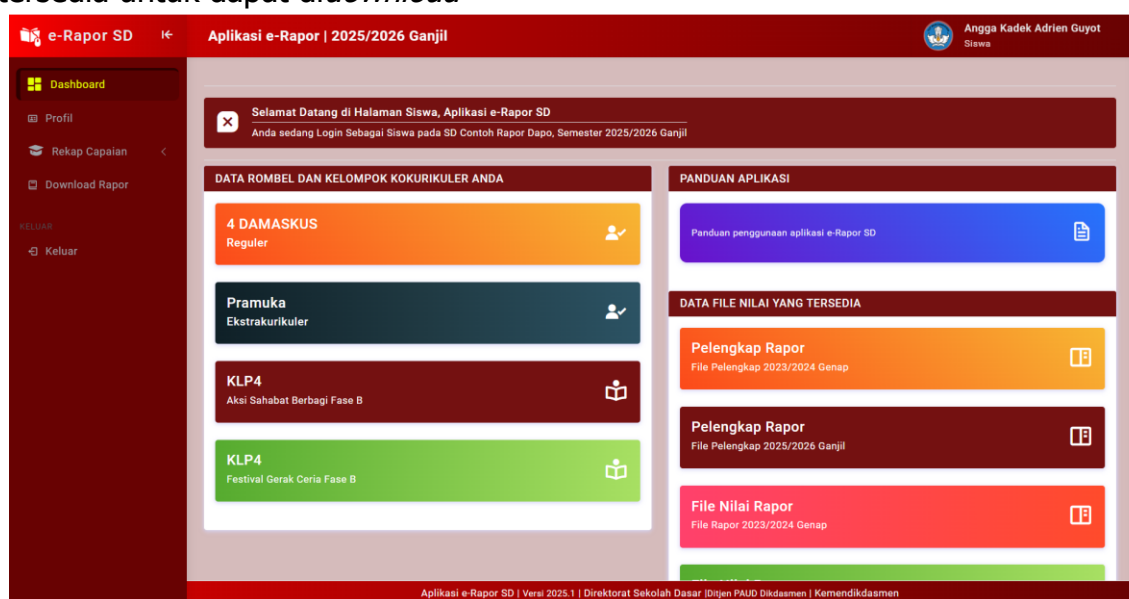 tersedia untuk dapat didownload
e-Rapor SD
Aplikasi e-Rapor | 2025/2026 Ganjil
Angga Kadek Adrien Guyot
Siswa
Dashboard
Profil
Rekap Capaian
Download Rapor
KELUAR
Keluar
Selamat Datang di Halaman Siswa, Aplikasi e-Rapor SD
Anda sedang Login Sebagai Siswa pada SD Contoh Rapor Dapo, Semester 2025/2026 Ganjil
DATA ROMBEL DAN KELOMPOK KOKURIKULER ANDA
4 DAMASKUS
Reguler
Pramuka
Ekstrakurikuler
KLP4
Aksi Sahabat Berbagi Fase B
KLP4
Festival Gerak Ceria Fase B
PANDUAN APLIKASI
Panduan penggunaan aplikasi e-Rapor SD
DATA FILE NILAI YANG TERSEDIA
Pelengkap Rapor
File Pelengkap 2023/2024 Genap
Pelengkap Rapor
File Pelengkap 2025/2026 Ganjil
File Nilai Rapor
File Rapor 2023/2024 Genap
Aplikasi e-Rapor SD | Versi 2025.1 | Direktorat Sekolah Dasar |Ditjen PAUD Dikdasmen | Kemendikdasmen